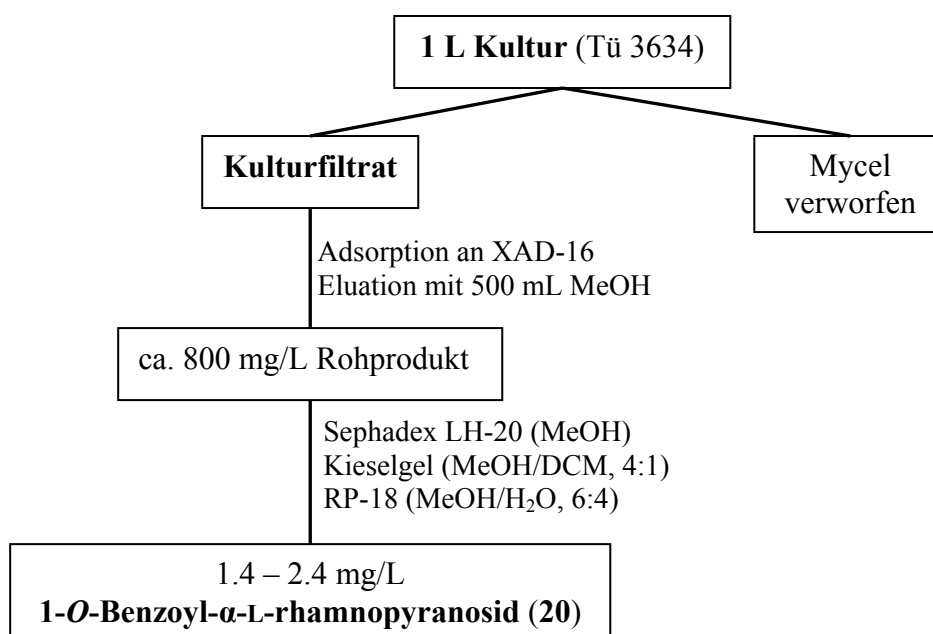 1 L Kultur (Tü 3634)
Kulturfiltrat
Mycel
verworfen
Adsorption an XAD-16
Eluation mit 500 mL MeOH
ca. 800 mg/L Rohprodukt
Sephadex LH-20 (MeOH)
Kieselgel (MeOH/DCM, 4:1)
RP-18 (MeOH/H₂O, 6:4)
1.4 – 2.4 mg/L
1-O-Benzoyl-α-L-rhamnopyranosid (20)